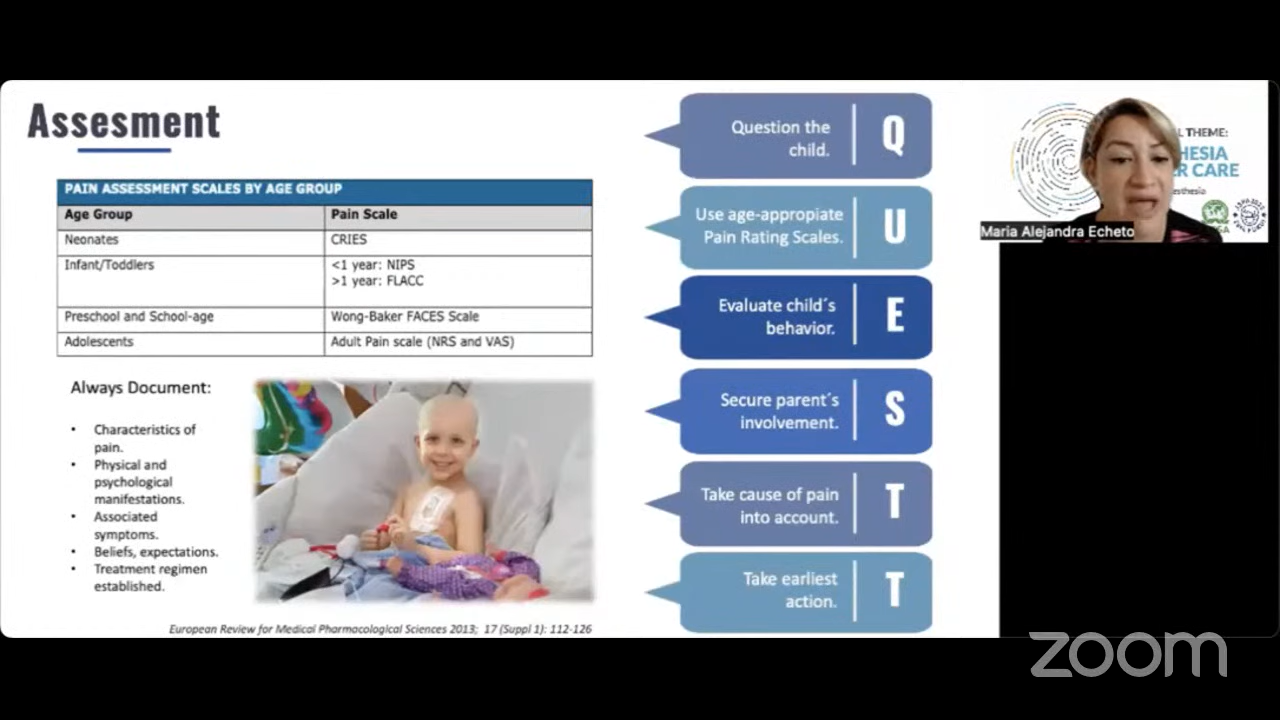 Assesment
PAIN ASSESSMENT SCALES BY AGE GROUP
Age Group
Pain Scale
Neonates
CRIES
Infant/Toddlers
<1 year: NIPS
>1 year: FLACC
Preschool and School-age
Wong-Baker FACES Scale
Adolescents
Adult Pain scale (NRS and VAS)
Always Document:
• Characteristics of
pain.
• Physical and
psychological
manifestations.
• Associated
symptoms.
• Beliefs, expectations.
• Treatment regimen
established.
European Review for Medical Pharmacological Sciences 2013; 17 (Suppl 1): 112-126
Question the
child.
Q
Use age-appropiate
Pain Rating Scales.
U
Evaluate child´s
behavior.
E
Secure parent´s
involvement.
S
Take cause of pain
into account.
T
Take earliest
action.
T
THEME:
CARE
Maria Alejandra Echeto
zoom